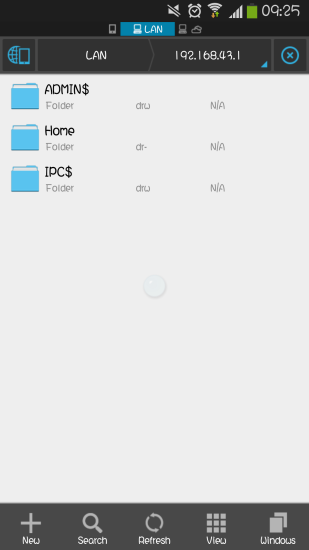 09:25
LAN
LAN 192.168.43.1
ADMIN$
Folder drw N/A
Home
Folder dr- N/A
IPC$
Folder drw N/A
New Search Refresh View Windows